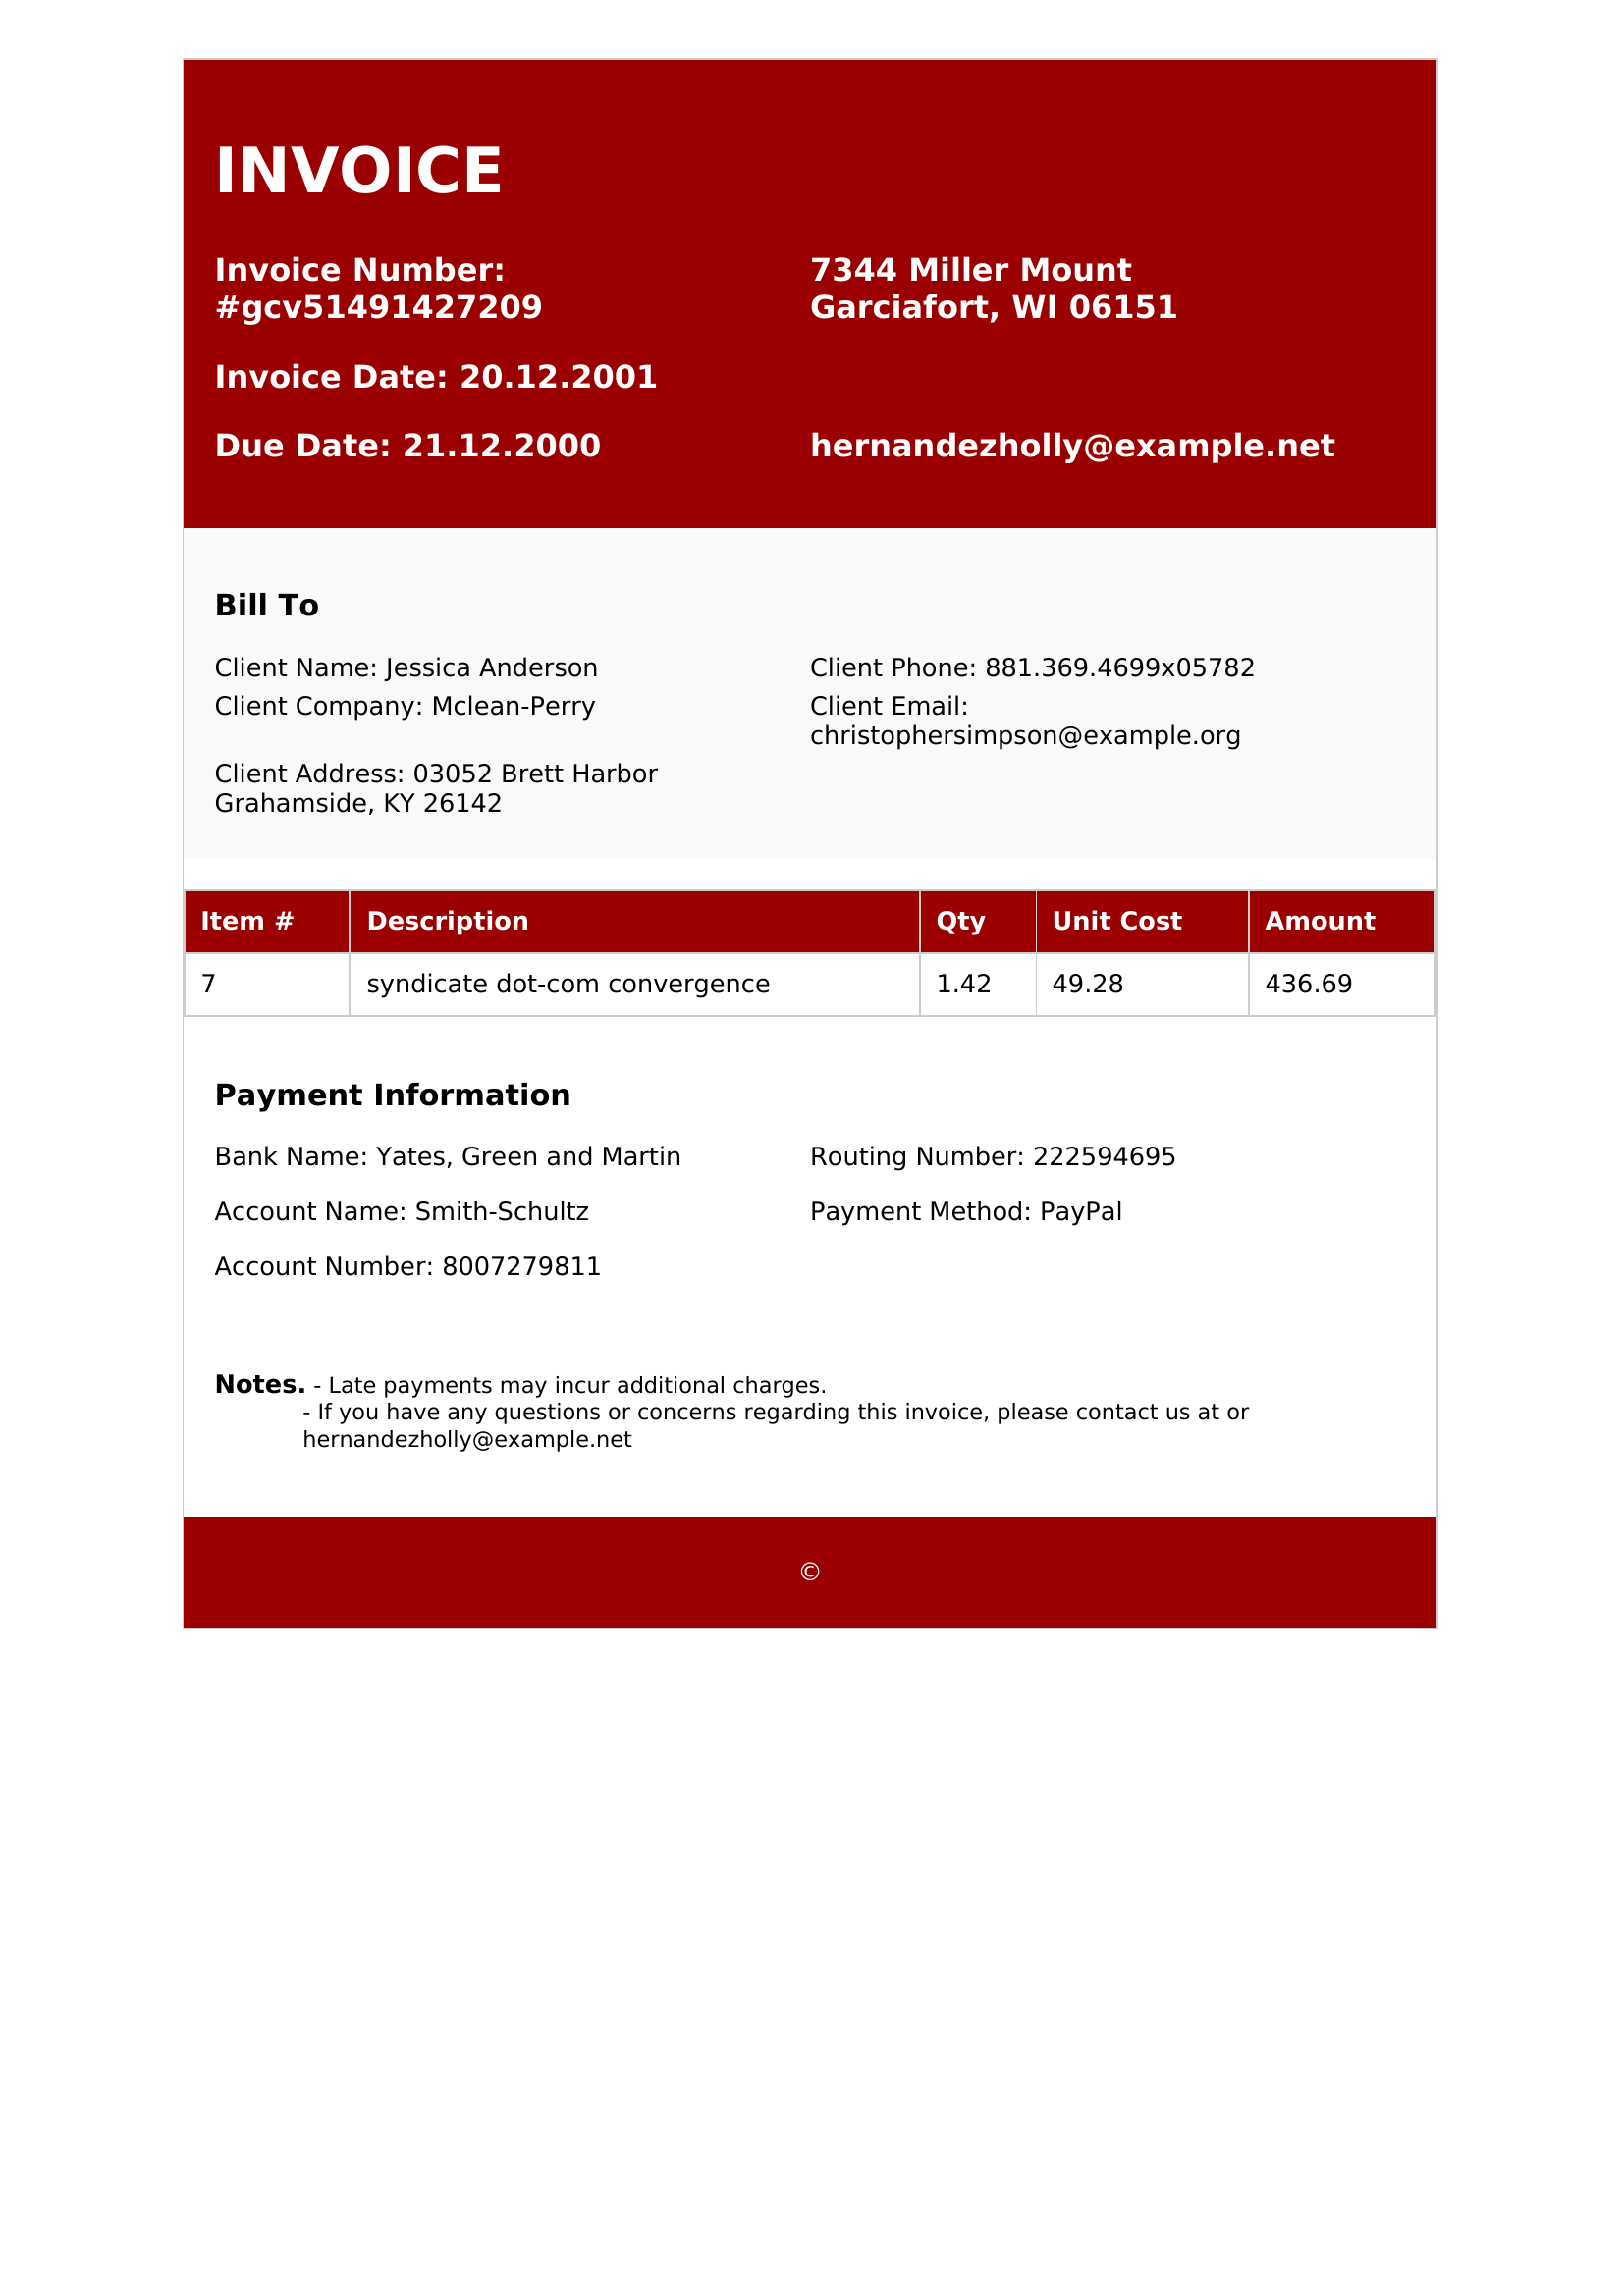 INVOICE
Invoice Number:
#gcv51491427209
7344 Miller Mount
Garciafort, WI 06151
Invoice Date: 20.12.2001
Due Date: 21.12.2000
hernandezholly@example.net
Bill To
Client Name: Jessica Anderson
Client Phone: 881.369.4699x05782
Client Company: Mclean-Perry
Client Email:
christophersimpson@example.org
Client Address: 03052 Brett Harbor
Grahamside, KY 26142
Item # Description Qty Unit Cost Amount
7 syndicate dot-com convergence 1.42 49.28 436.69
Payment Information
Bank Name: Yates, Green and Martin
Routing Number: 222594695
Account Name: Smith-Schultz
Payment Method: PayPal
Account Number: 8007279811
Notes. - Late payments may incur additional charges.
- If you have any questions or concerns regarding this invoice, please contact us at or
hernandezholly@example.net
©